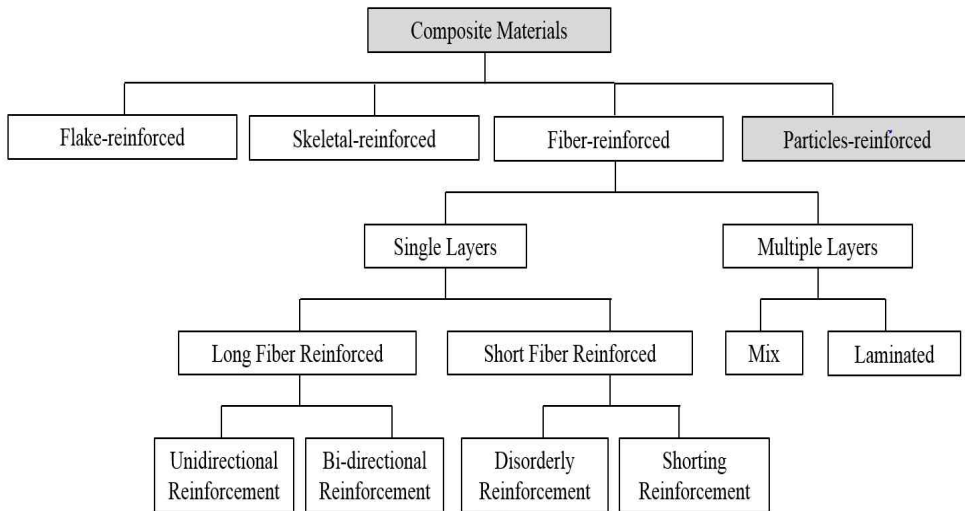 Composite Materials
Flake-reinforced
Skeletal-reinforced
Fiber-reinforced
Particles-reinforced
Single Layers
Multiple Layers
Long Fiber Reinforced
Short Fiber Reinforced
Mix
Laminated
Unidirectional
Reinforcement
Bi-directional
Reinforcement
Disorderly
Reinforcement
Shorting
Reinforcement